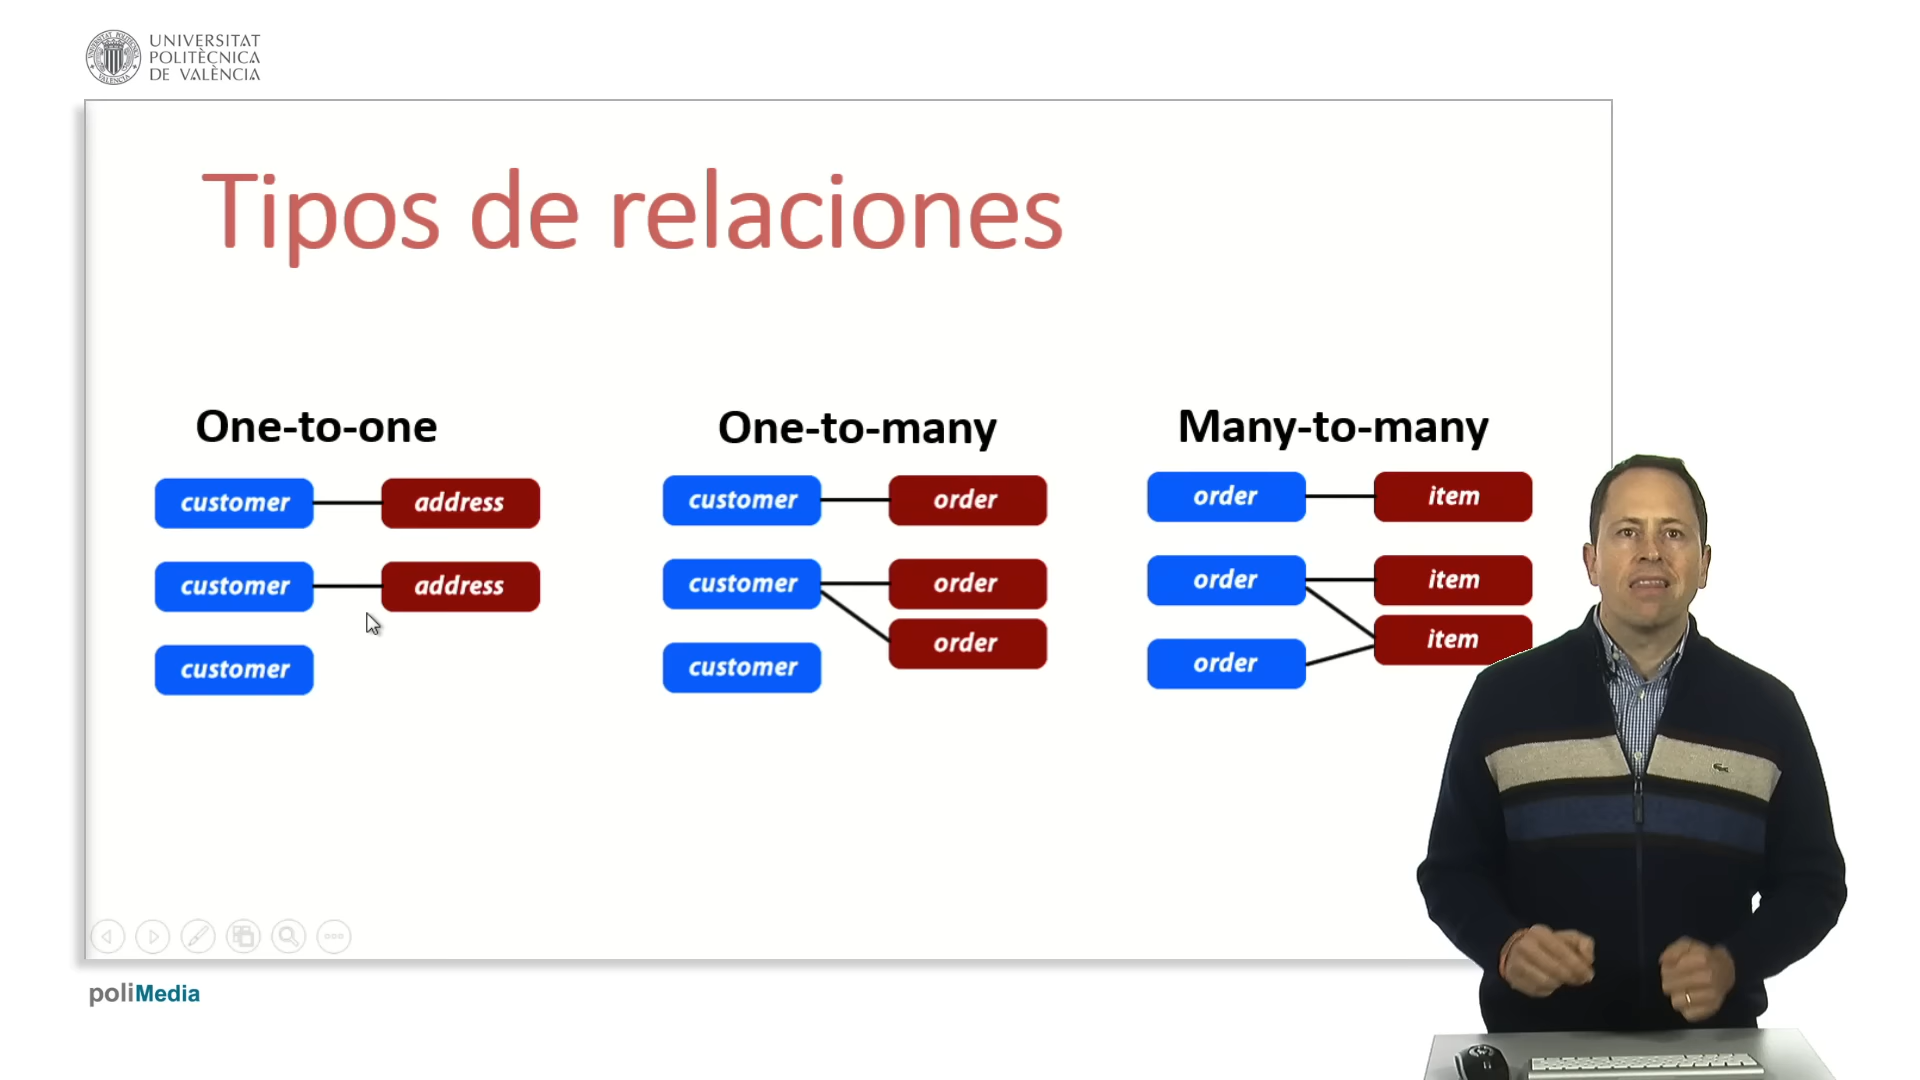 UNIVERSITAT
POLITÈCNICA
DE VALÈNCIA
Tipos de relaciones
One-to-one
customer address
customer address
customer
One-to-many
customer order
customer order
order
customer
Many-to-many
order item
order item
item
order
poliMedia